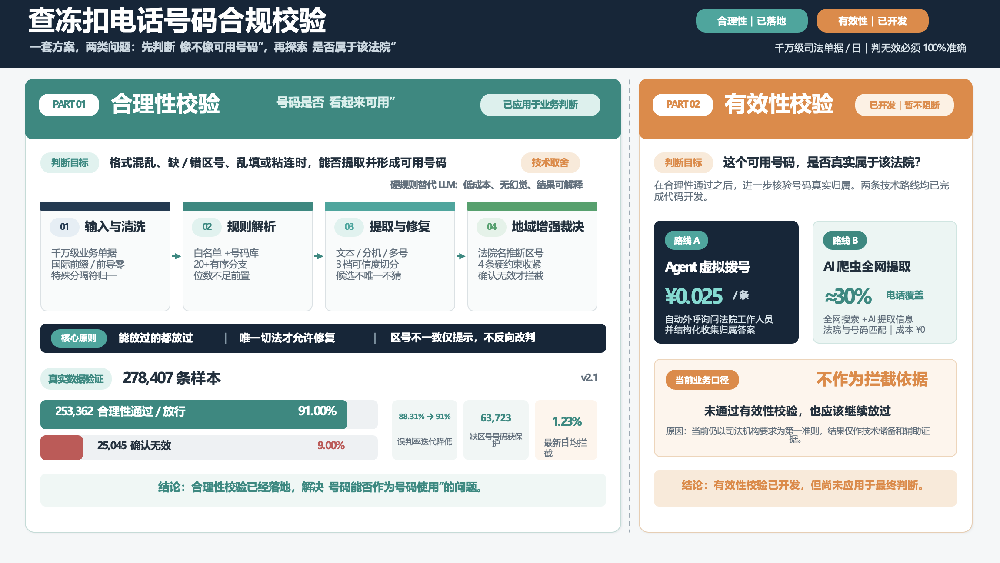 查冻扣电话号码合规校验
一套方案，两类问题：先判断 像不像可用号码”，再探索 是否属于该法院”
合理性｜已落地
有效性｜已开发
千万级司法单据 / 日｜判无效必须 100%准确
PART 01
合理性校验
号码是否 看起来可用”
已应用于业务判断
判断目标
格式混乱、缺 / 错区号、乱填或粘连时，能否提取并形成可用号码
技术取舍
硬规则替代 LLM：低成本、无幻觉、结果可解释
01
输入与清洗
千万级业务单据
国际前缀 / 前导零
特殊分隔符归一
02
规则解析
白名单 +号码库
20+有序分支
位数不足前置
03
提取与修复
文本 / 分机 / 多号
3 档可信度切分
候选不唯一不猜
04
地域增强裁决
法院名推断区号
4 条硬约束收紧
确认无效才拦截
核心原则
能放过的都放过
｜
唯一切法才允许修复
｜
区号不一致仅提示，不反向改判
真实数据验证
278,407 条样本
v2.1
253,362 合理性通过 / 放行
91.00%
25,045 确认无效
9.00%
88.31% → 91%
误判率迭代降低
63,723
缺区号号码获保
护
1.23%
最新日均拦
截
结论：合理性校验已经落地，解决 号码能否作为号码使用”的问题。
PART 02
有效性校验
已开发｜暂不阻断
判断目标
这个可用号码，是否真实属于该法院？
在合理性通过之后，进一步核验号码真实归属。两条技术路线均已完
成代码开发。
路线 A
Agent 虚拟拨号
¥0.025 / 条
自动外呼询问法院工作人员
并结构化收集归属答案
路线 B
AI 爬虫全网提取
≈30% 电话覆盖
全网搜索 +AI 提取信息
法院与号码匹配｜成本 ¥0
当前业务口径
不作为拦截依据
未通过有效性校验，也应该继续放过
原因：当前仍以司法机构要求为第一准则，结果仅作技术储备和辅助证
据。
结论：有效性校验已开发，但尚未应用于最终判断。